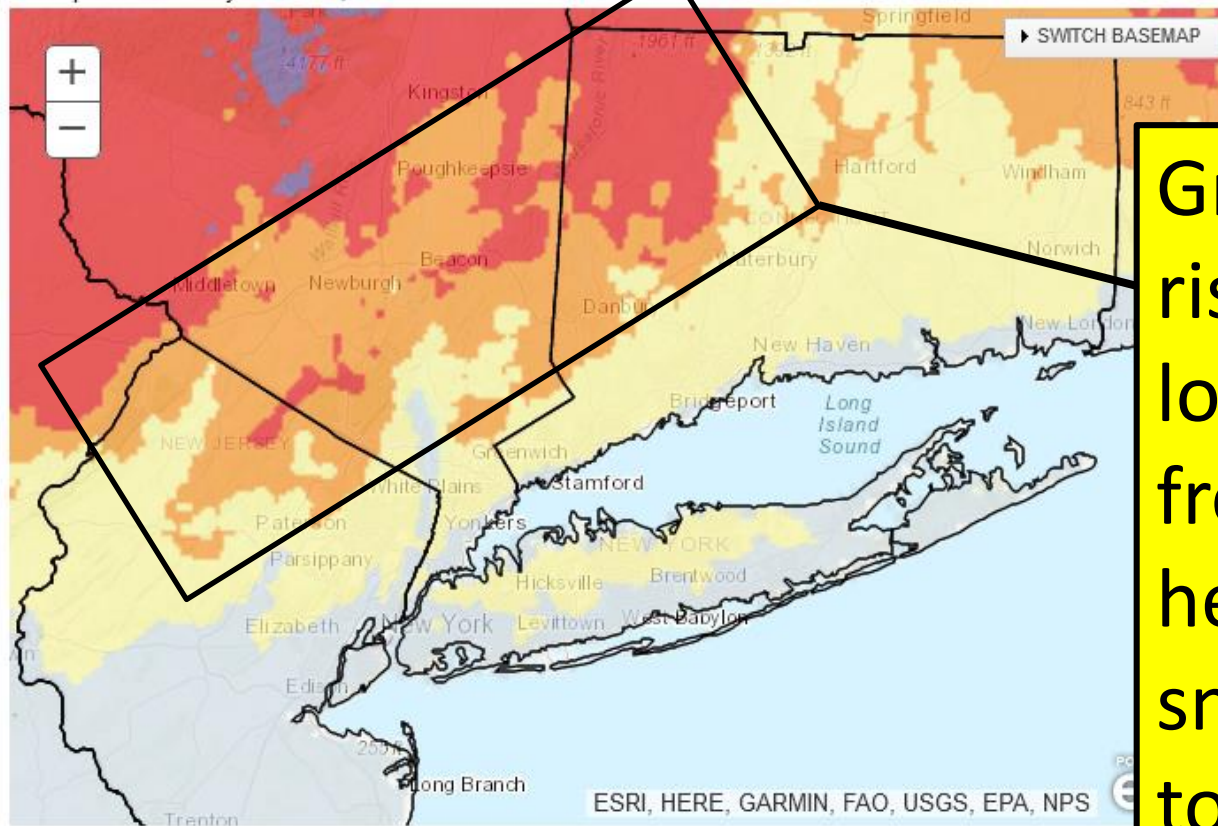 Springfield
SWITCH BASEMAP
1961 ft
4177 ft
+
Kingston
843 ft
−
Poughkeepsie
Hartford
Windham
Gr
ris
lo
he
sn
to
Norwich
Beacon
Waterbury
Middletown
Newburgh
Danbury
New London
New Haven
Bridgeport
Long
Island
Sound
NEW JERSEY
Greenwich
White Plains
Stamford
Paterson
Yonkers
NEW YORK
Parsippany
Hicksville
Brentwood
Elizabeth
New York
Levittown
West Babylon
Edison
Long Branch
ESRI, HERE, GARMIN, FAO, USGS, EPA, NPS
Trenton